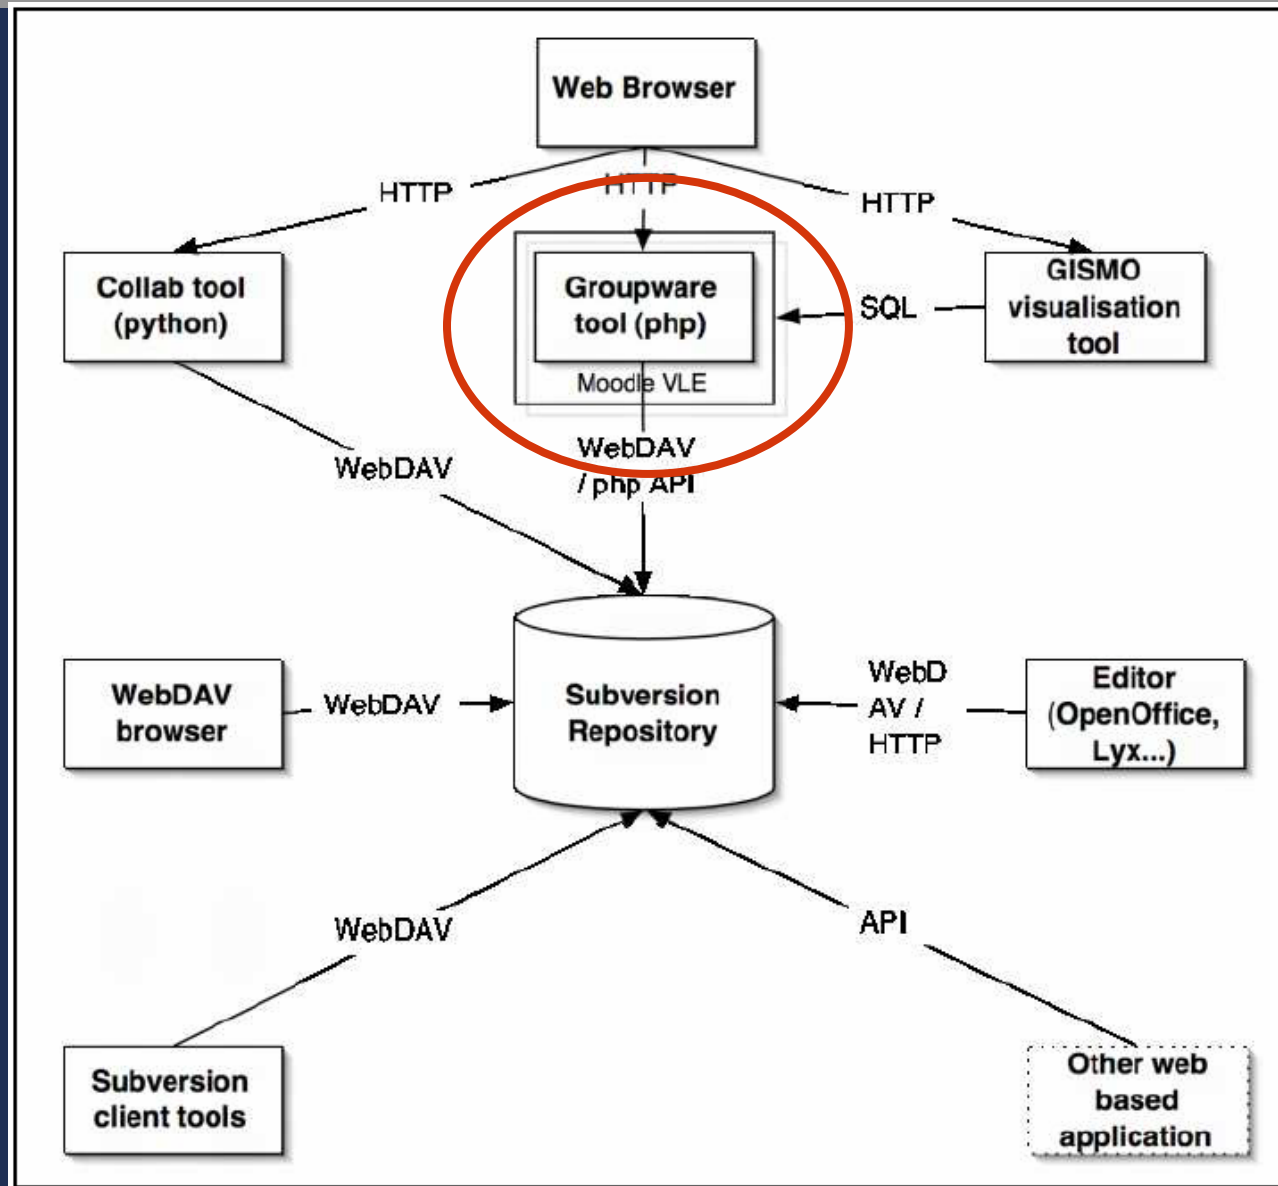 Web Browser
HTTP
HTTP
HTTP
Collab tool
(python)
Groupware
tool (php)
Moodle VLE
SQL
GISMO
visualisation
tool
WebDAV
WebDAV
/ php API
WebDAV
browser
WebDAV
Subversion
Repository
WebD
AV /
HTTP
Editor
(OpenOffice,
Lyx...)
WebDAV
API
Subversion
client tools
Other web
based
application